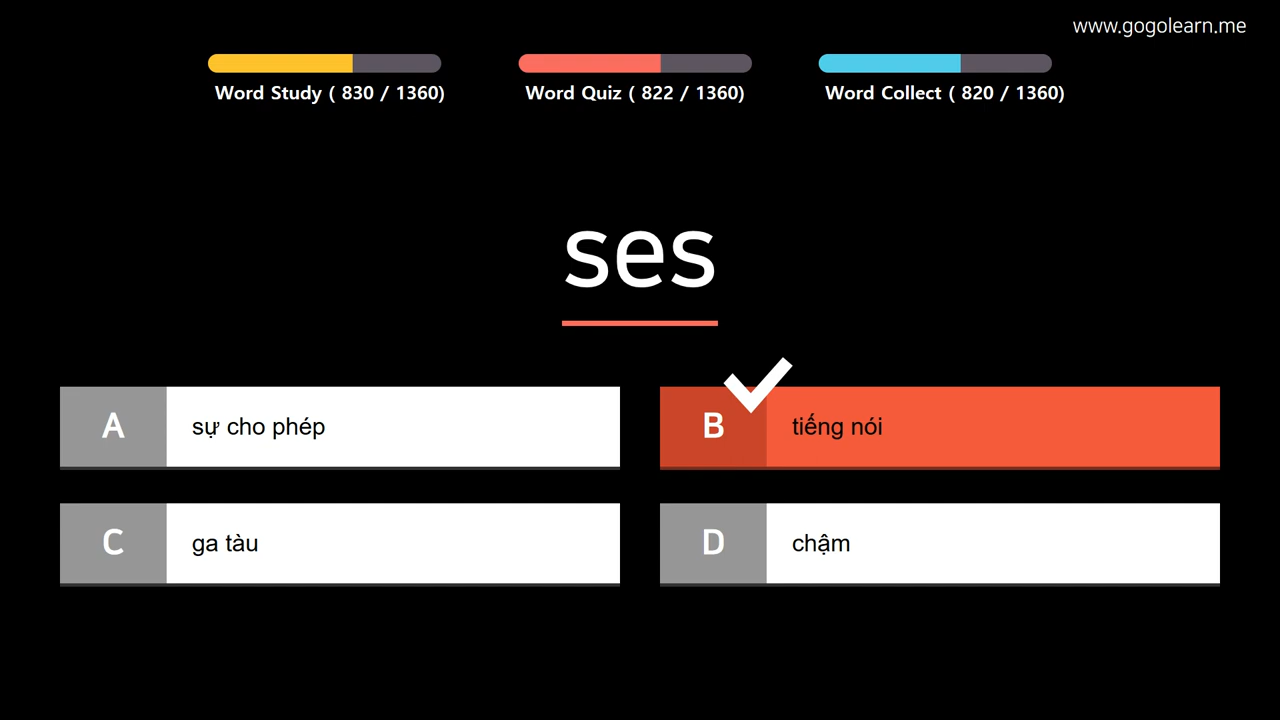 www.gogolearn.me
Word Study ( 830 / 1360)
Word Quiz ( 822 / 1360)
Word Collect ( 820 / 1360)
ses
A
sự cho phép
B
tiếng nói
C
ga tàu
D
chậm